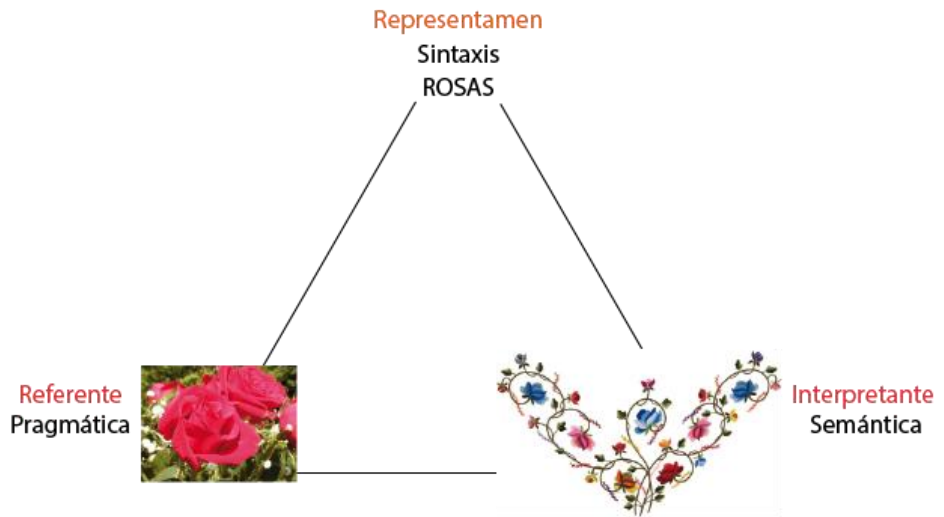 Representamen
Sintaxis
ROSAS
Referente
Pragmática
Interpretante
Semántica